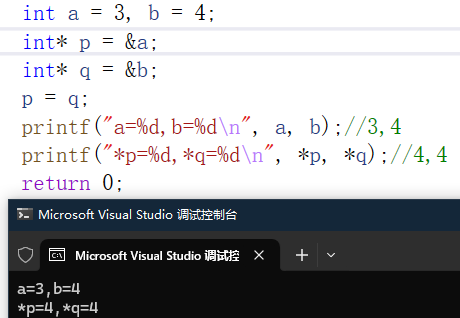 int a = 3, b = 4;
int* p = &a;
int* q = &b;
p = q;
printf("a=%d,b=%d\n", a, b);//3,4
printf("*p=%d,*q=%d\n", *p, *q);//4,4
return 0;
Microsoft Visual Studio 调试控制台
Microsoft Visual Studio 调试控
a=3,b=4
*p=4,*q=4